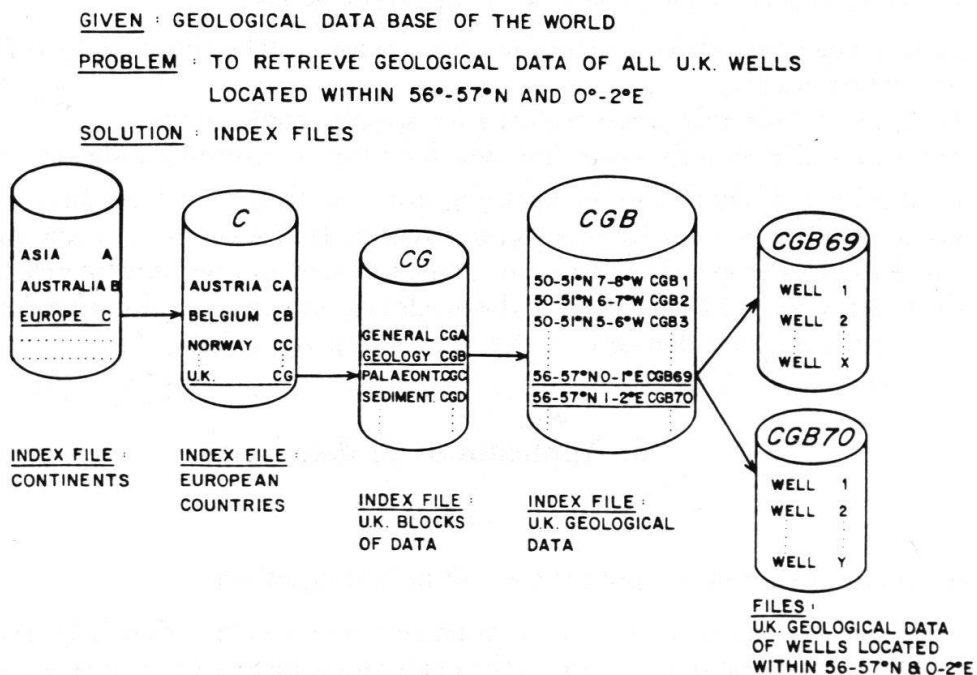 GIVEN : GEOLOGICAL DATA BASE OF THE WORLD
PROBLEM : TO RETRIEVE GEOLOGICAL DATA OF ALL U.K. WELLS
LOCATED WITHIN 56°-57°N AND 0°-2°E
SOLUTION : INDEX FILES
ASIA A
AUSTRALIA B
EUROPE C
INDEX FILE :
CONTINENTS
C
AUSTRIA CA
BELGIUM CB
NORWAY CC
U.K. CG
INDEX FILE :
EUROPEAN
COUNTRIES
CG
GENERAL CGA
GEOLOGY CGB
PALAEONT. CGC
SEDIMENT. CGD
INDEX FILE :
U.K. BLOCKS
OF DATA
CGB
50-51°N 7-8°W CGB 1
50-51°N 6-7°W CGB2
50-51°N 5-6°W CGB3
56-57°N 0-1°E CGB69
56-57°N 1-2°E CGB70
INDEX FILE :
U.K. GEOLOGICAL
DATA
CGB69
WELL 1
WELL 2
WELL X
CGB70
WELL 1
WELL 2
WELL Y
FILES :
U.K. GEOLOGICAL DATA
OF WELLS LOCATED
WITHIN 56-57°N & 0-2°E